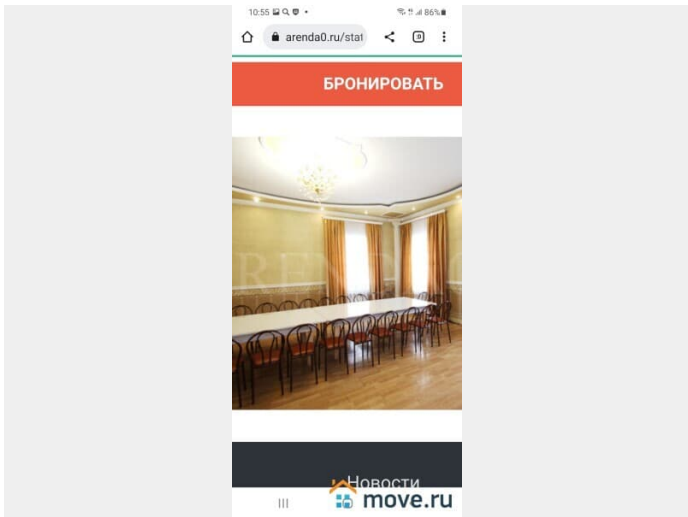 10:55
86%
arenda0.ru/stat
:D
БРОНИРОВАТЬ
Новости
move.ru